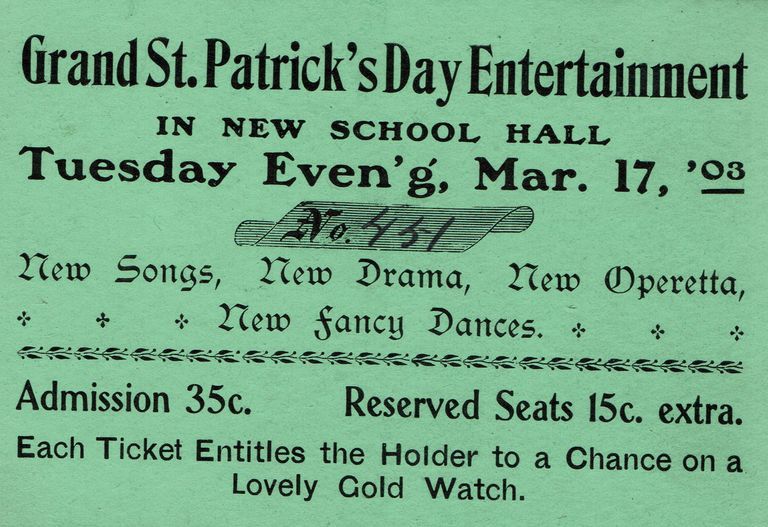 Grand St. Patrick's Day Entertainment
IN NEW SCHOOL HALL
Tuesday Even'g, Mar. 17, '03
No. 451
New Songs, New Drama, New Operetta,
New Fancy Dances.
Admission 35c. Reserved Seats 15c. extra.
Each Ticket Entitles the Holder to a Chance on a
Lovely Gold Watch.